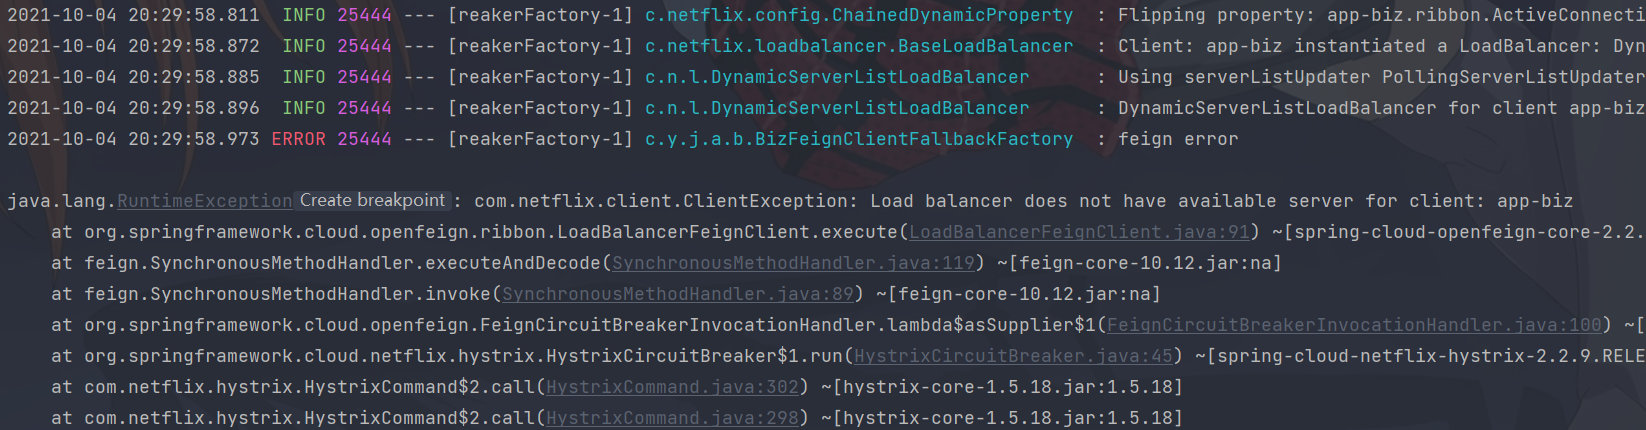 2021-10-04 20:29:58.811  INFO 25444 --- [reakerFactory-1] c.netflix.config.ChainedDynamicProperty  : Flipping property: app-biz.ribbon.ActiveConnecti
2021-10-04 20:29:58.872  INFO 25444 --- [reakerFactory-1] c.netflix.loadbalancer.BaseLoadBalancer  : Client: app-biz instantiated a LoadBalancer: Dyn
2021-10-04 20:29:58.885  INFO 25444 --- [reakerFactory-1] c.n.l.DynamicServerListLoadBalancer      : Using serverListUpdater PollingServerListUpdater
2021-10-04 20:29:58.896  INFO 25444 --- [reakerFactory-1] c.n.l.DynamicServerListLoadBalancer      : DynamicServerListLoadBalancer for client app-biz
2021-10-04 20:29:58.973 ERROR 25444 --- [reakerFactory-1] c.y.j.a.b.BizFeignClientFallbackFactory  : feign error
java.lang.RuntimeException Create breakpoint : com.netflix.client.ClientException: Load balancer does not have available server for client: app-biz
    at org.springframework.cloud.openfeign.ribbon.LoadBalancerFeignClient.execute(LoadBalancerFeignClient.java:91) ~[spring-cloud-openfeign-core-2.2.
    at feign.SynchronousMethodHandler.executeAndDecode(SynchronousMethodHandler.java:119) ~[feign-core-10.12.jar:na]
    at feign.SynchronousMethodHandler.invoke(SynchronousMethodHandler.java:89) ~[feign-core-10.12.jar:na]
    at org.springframework.cloud.openfeign.FeignCircuitBreakerInvocationHandler.lambda$asSupplier$1(FeignCircuitBreakerInvocationHandler.java:100) ~[
    at org.springframework.cloud.netflix.hystrix.HystrixCircuitBreaker$1.run(HystrixCircuitBreaker.java:45) ~[spring-cloud-netflix-hystrix-2.2.9.RELE
    at com.netflix.hystrix.HystrixCommand$2.call(HystrixCommand.java:302) ~[hystrix-core-1.5.18.jar:1.5.18]
    at com.netflix.hystrix.HystrixCommand$2.call(HystrixCommand.java:298) ~[hystrix-core-1.5.18.jar:1.5.18]